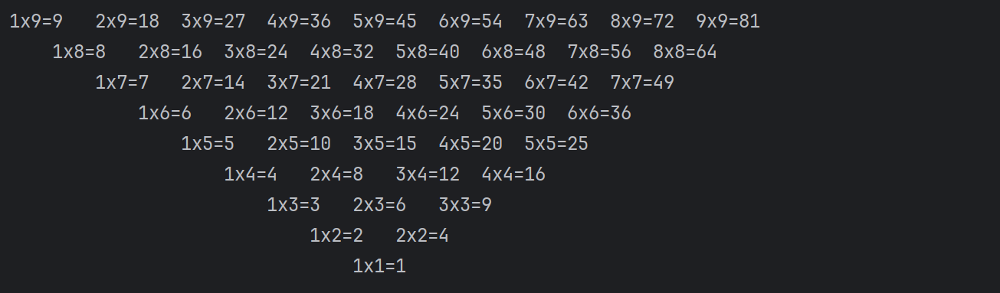 1x9=9   2x9=18  3x9=27  4x9=36  5x9=45  6x9=54  7x9=63  8x9=72  9x9=81
    1x8=8   2x8=16  3x8=24  4x8=32  5x8=40  6x8=48  7x8=56  8x8=64
        1x7=7   2x7=14  3x7=21  4x7=28  5x7=35  6x7=42  7x7=49
            1x6=6   2x6=12  3x6=18  4x6=24  5x6=30  6x6=36
                1x5=5   2x5=10  3x5=15  4x5=20  5x5=25
                    1x4=4   2x4=8   3x4=12  4x4=16
                        1x3=3   2x3=6   3x3=9
                            1x2=2   2x2=4
                                1x1=1